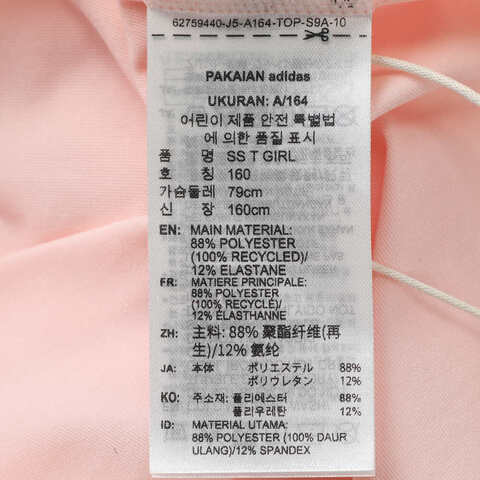 62759440-J5-A164-TOP-S9A-10
PAKAIAN adidas
UKURAN: A/164
어린이 제품 안전 특별법
에 의한 품질 표시
품 명 SS T GIRL
호 칭 160
가슴둘레 79cm
신 장 160cm
EN: MAIN MATERIAL:
88% POLYESTER
(100% RECYCLED)/
12% ELASTANE
FR: MATIERE PRINCIPALE:
88% POLYESTER
(100% RECYCLÉ)/
12% ÉLASTHANNE
ZH: 主料: 88% 聚酯纤维(再
生)/12% 氨纶
JA: 本体 ポリエステル 88%
ポリウレタン 12%
KO: 주소재: 폴리에스터 88%
폴리우레탄 12%
ID: MATERIAL UTAMA:
88% POLYESTER (100% DAUR
ULANG)/12% SPANDEX